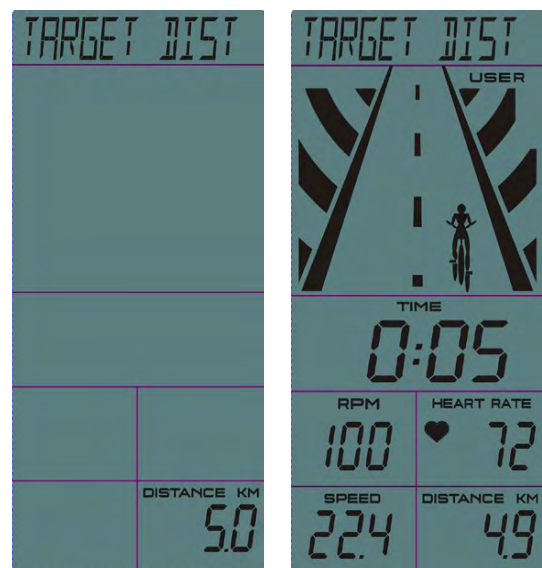 TARGET DIST
DISTANCE KM
5.0
TARGET DIST
USER
TIME
0:05
RPM
HEART RATE
100
72
SPEED
DISTANCE KM
22.4
4.9